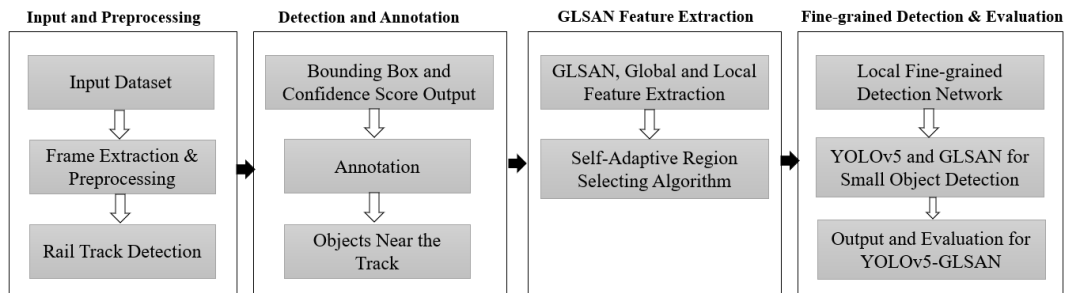 Input and Preprocessing
Input Dataset
Frame Extraction &
Preprocessing
Rail Track Detection
Detection and Annotation
Bounding Box and
Confidence Score Output
Annotation
Objects Near the
Track
GLSAN Feature Extraction
GLSAN, Global and Local
Feature Extraction
Self-Adaptive Region
Selecting Algorithm
Fine-grained Detection & Evaluation
Local Fine-grained
Detection Network
YOLOv5 and GLSAN for
Small Object Detection
Output and Evaluation for
YOLOv5-GLSAN